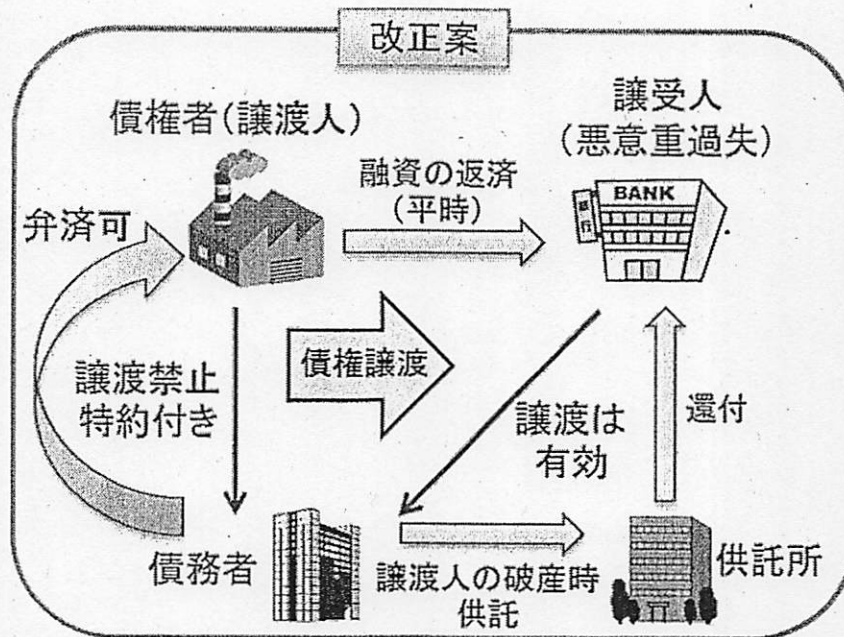 改正案
債権者(譲渡人)
譲受人
(悪意重過失)
融資の返済
(平時)
BANK
銀行
弁済可
譲渡禁止
特約付き
債権譲渡
譲渡は
有効
還付
債務者
譲渡人の破産時
供託
供託所